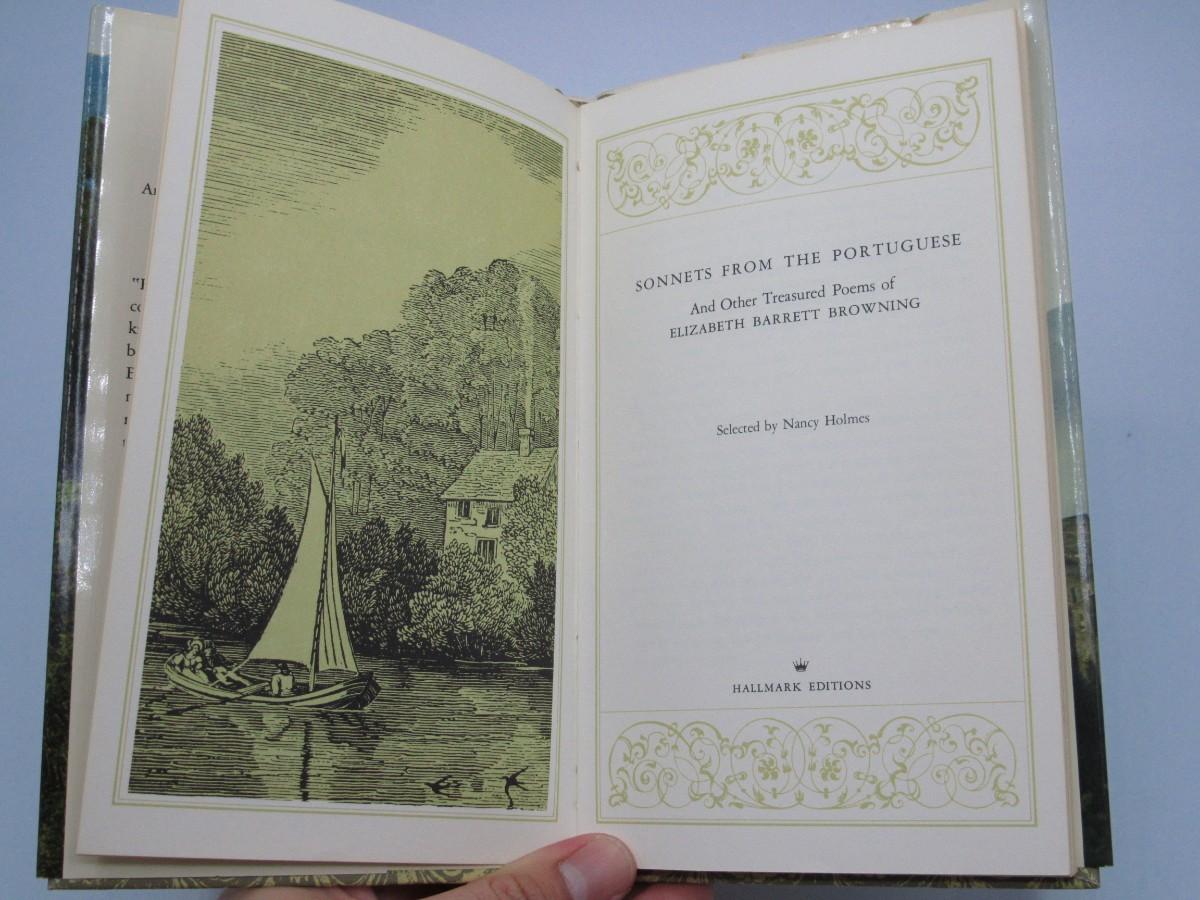 SONNETS FROM THE PORTUGUESE
And Other Treasured Poems of
ELIZABETH BARRETT BROWNING
Selected by Nancy Holmes
HALLMARK EDITIONS